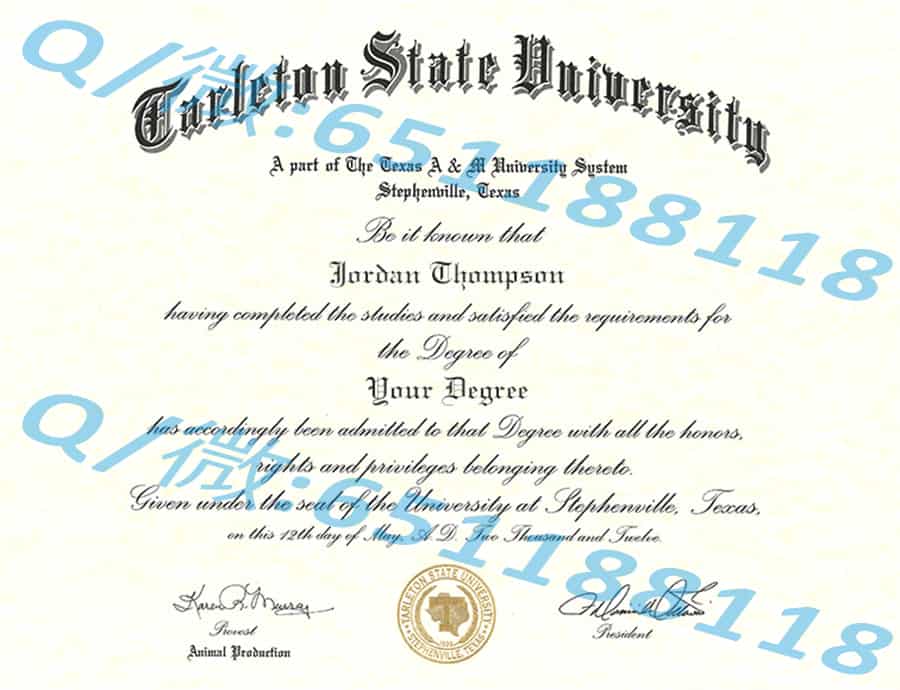 Tarleton State University
A part of The Texas A & M University System
Stephenville, Texas
Be it known that
Jordan Thompson
having completed the studies and satisfied the requirements for
the Degree of
Your Degree
has accordingly been admitted to that Degree with all the honors,
rights and privileges belonging thereto.
Given under the seal of the University at Stephenville, Texas,
on this 12th day of May, A. D. Two Thousand and Twelve.
Karen R. Murray
Provost
Animal Production
TARLETON STATE UNIVERSITY
STEPHENVILLE, TEXAS
President
Q/微:651188118
Q/微:651188118